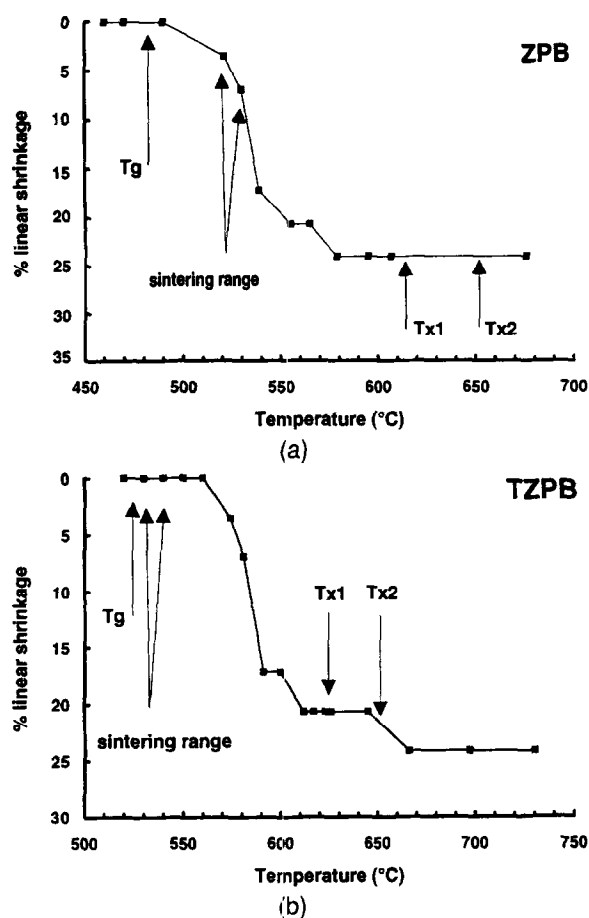 0
5
10
15
20
25
30
35
% linear shrinkage
ZPB
Tg
sintering range
Tx1
Tx2
450
500
550
600
650
700
Temperature (°C)
(a)
0
5
10
15
20
25
30
% linear shrinkage
TZPB
Tx1
Tx2
Tg
sintering range
500
550
600
650
700
750
Temperature (°C)
(b)